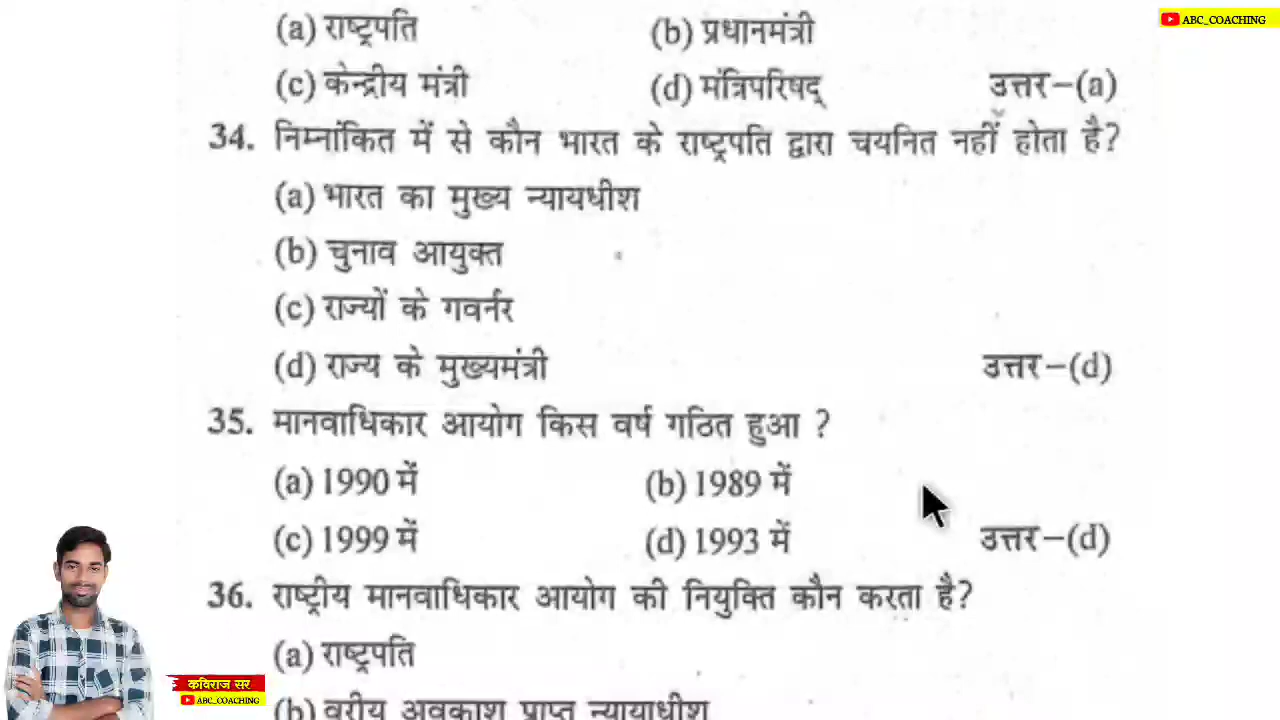 ABC_COACHING
(a) राष्ट्रपति (b) प्रधानमंत्री
(c) केन्द्रीय मंत्री (d) मंत्रिपरिषद् उत्तर–(a)
34. निम्नांकित में से कौन भारत के राष्ट्रपति द्वारा चयनित नहीं होता है?
(a) भारत का मुख्य न्यायधीश
(b) चुनाव आयुक्त
(c) राज्यों के गवर्नर
(d) राज्य के मुख्यमंत्री उत्तर–(d)
35. मानवाधिकार आयोग किस वर्ष गठित हुआ ?
(a) 1990 में (b) 1989 में
(c) 1999 में (d) 1993 में उत्तर–(d)
36. राष्ट्रीय मानवाधिकार आयोग की नियुक्ति कौन करता है?
(a) राष्ट्रपति
(b) वरीय अवकाश प्राप्त न्यायाधीश
कविराज सर
ABC_COACHING